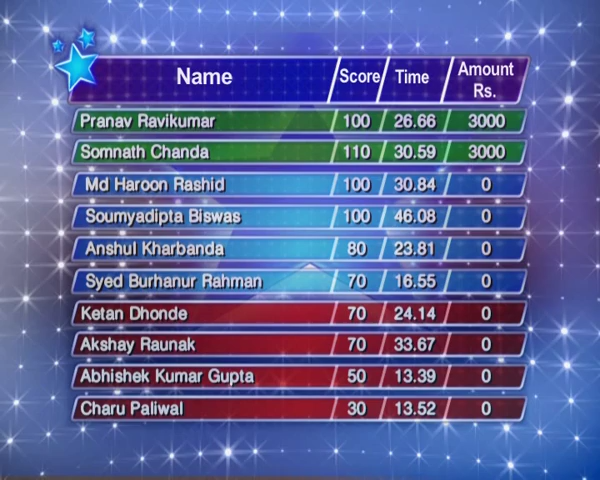 Name Score Time Amount Rs.
Pranav Ravikumar 100 26.66 3000
Somnath Chanda 110 30.59 3000
Md Haroon Rashid 100 30.84 0
Soumyadipta Biswas 100 46.08 0
Anshul Kharbanda 80 23.81 0
Syed Burhanur Rahman 70 16.55 0
Ketan Dhonde 70 24.14 0
Akshay Raunak 70 33.67 0
Abhishek Kumar Gupta 50 13.39 0
Charu Paliwal 30 13.52 0